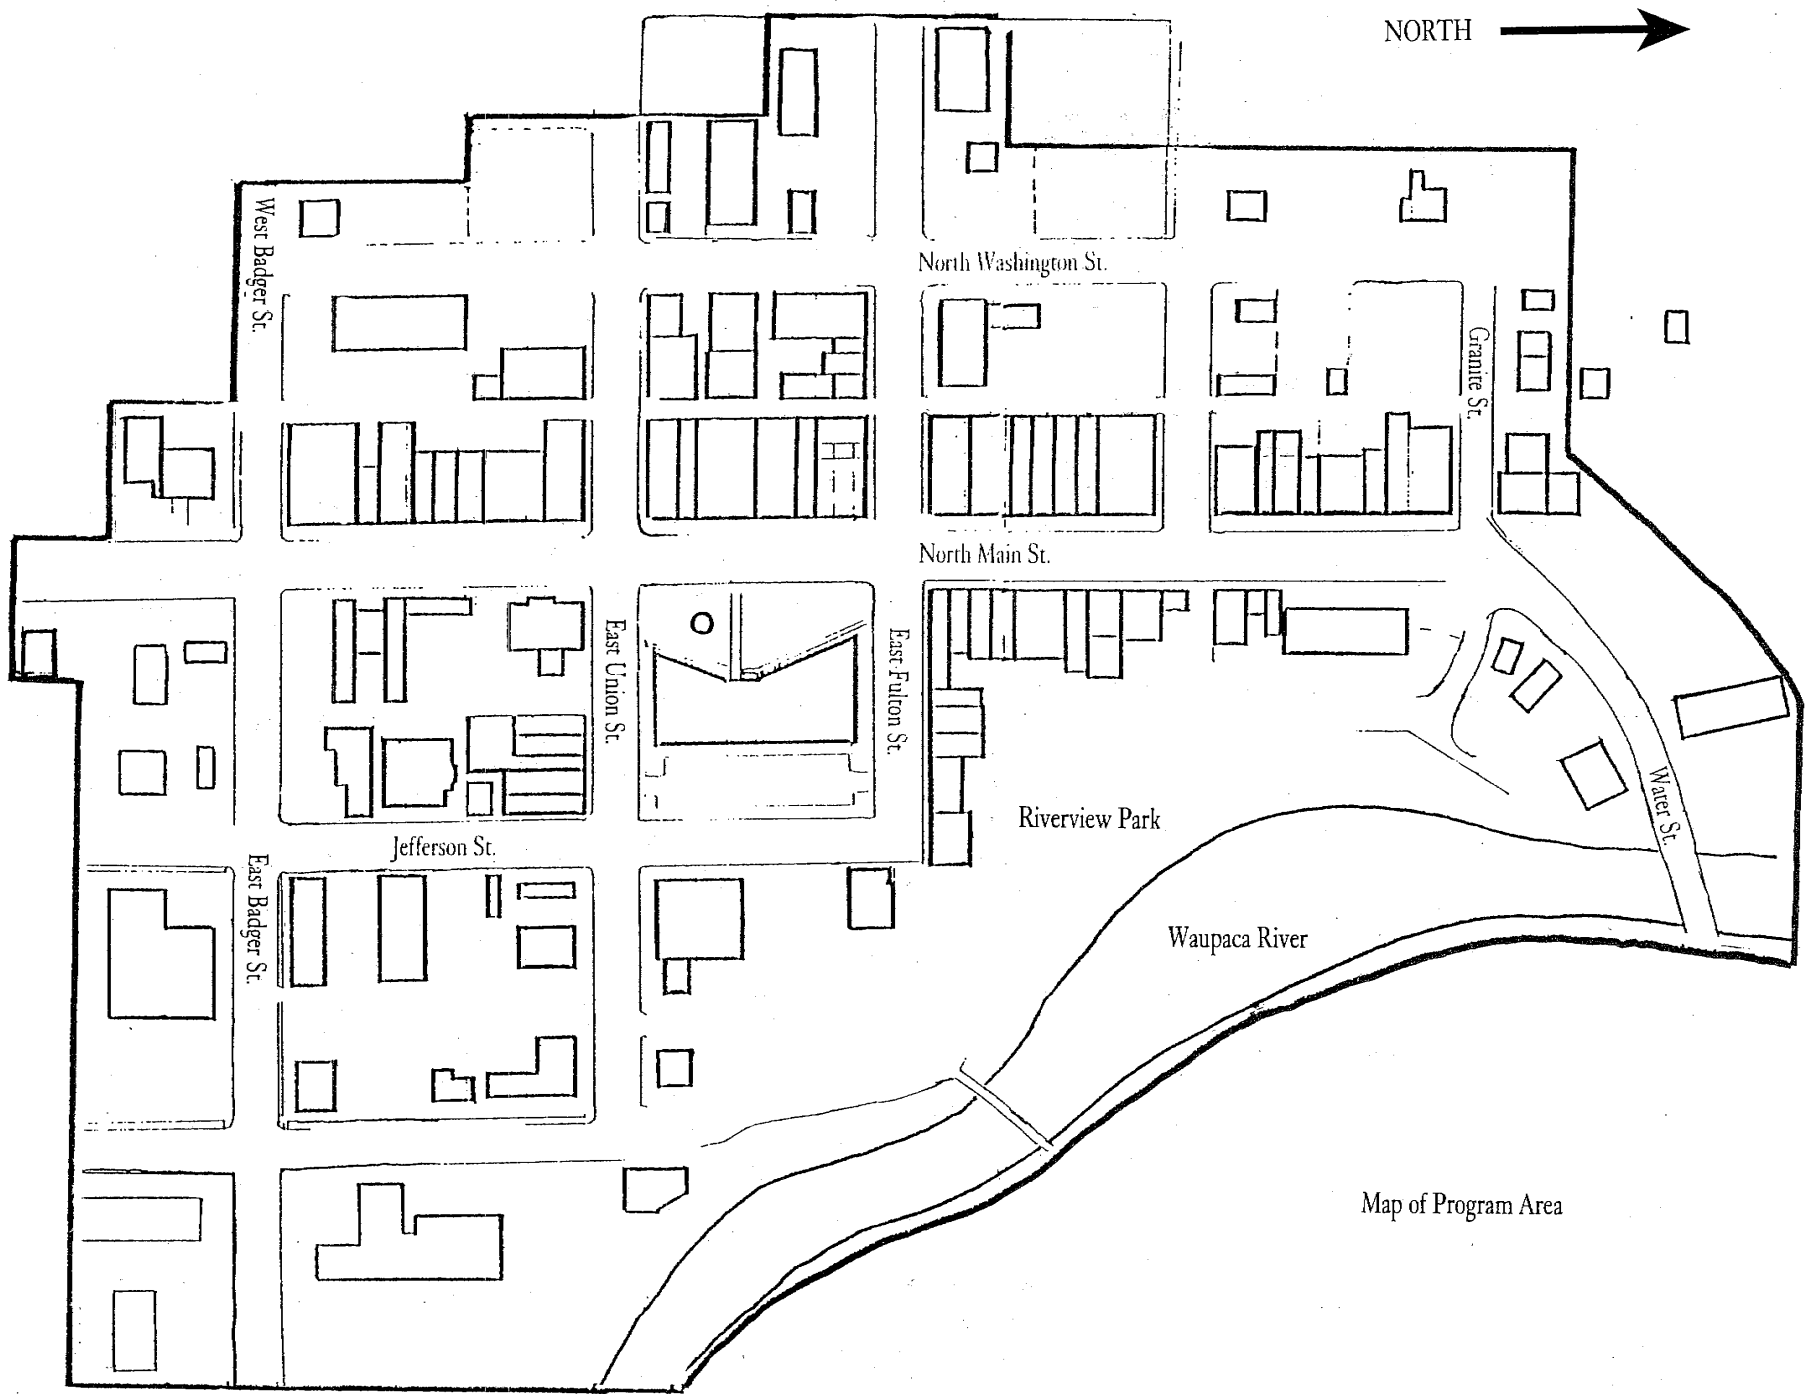 NORTH
West Badger St.
North Washington St.
Granite St.
North Main St.
East Union St.
East Fulton St.
Water St.
Riverview Park
Jefferson St.
East Badger St.
Waupaca River
Map of Program Area